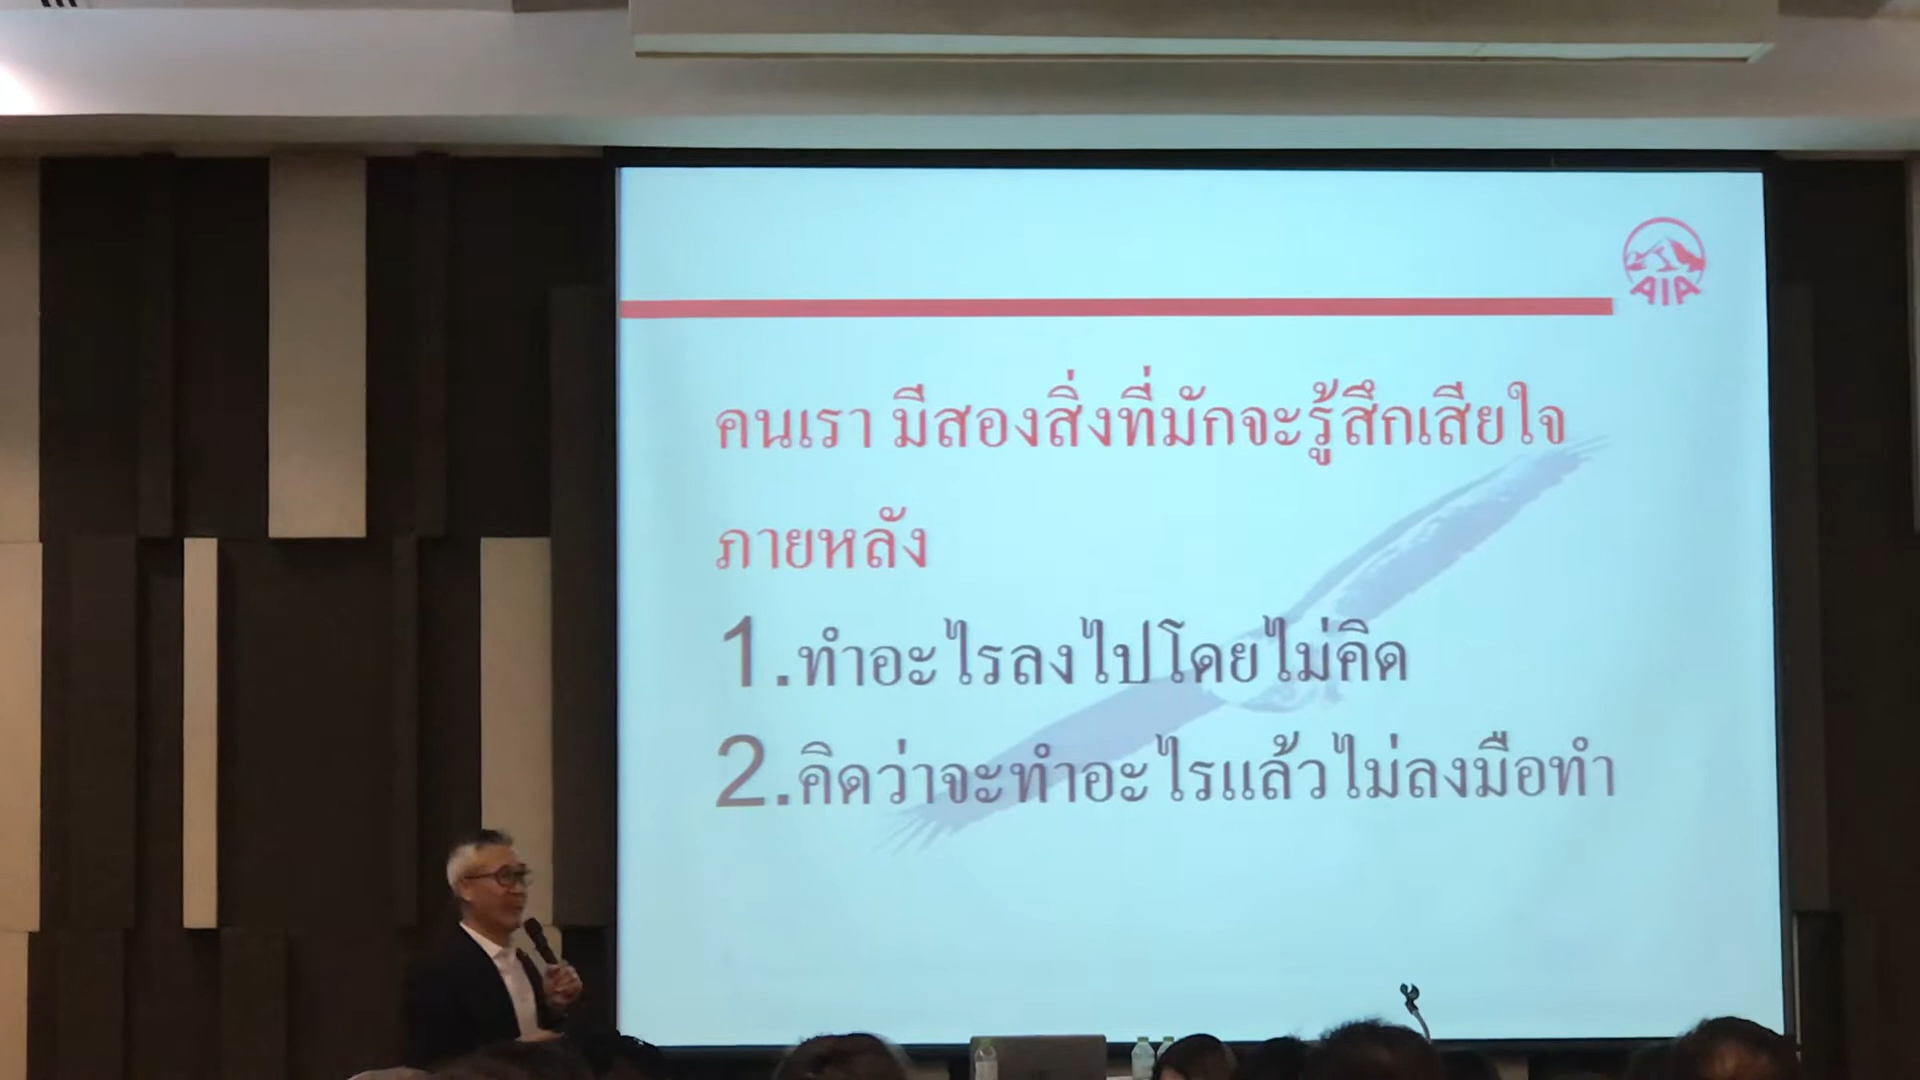 AIA
คนเรา มีสองสิ่งที่มักจะรู้สึกเสียใจ
ภายหลัง
1.ทำอะไรลงไปโดยไม่คิด
2.คิดว่าจะทำอะไรแล้วไม่ลงมือทำ